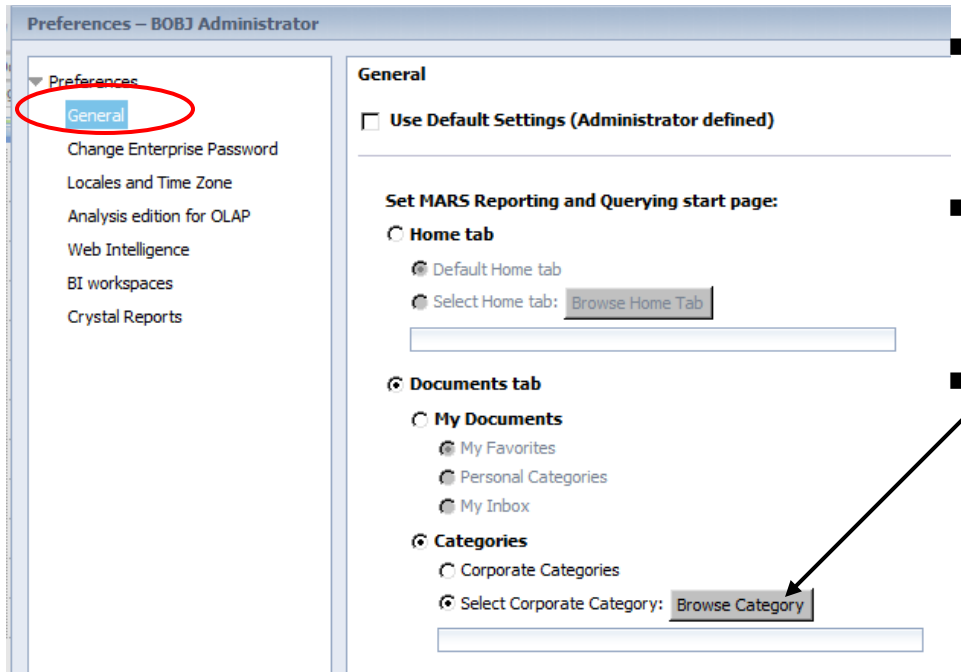 Preferences – BOBJ Administrator
Preferences
General
Change Enterprise Password
Locales and Time Zone
Analysis edition for OLAP
Web Intelligence
BI workspaces
Crystal Reports
General
Use Default Settings (Administrator defined)
Set MARS Reporting and Querying start page:
Home tab
Default Home tab
Select Home tab: Browse Home Tab
Documents tab
My Documents
My Favorites
Personal Categories
My Inbox
Categories
Corporate Categories
Select Corporate Category: Browse Category